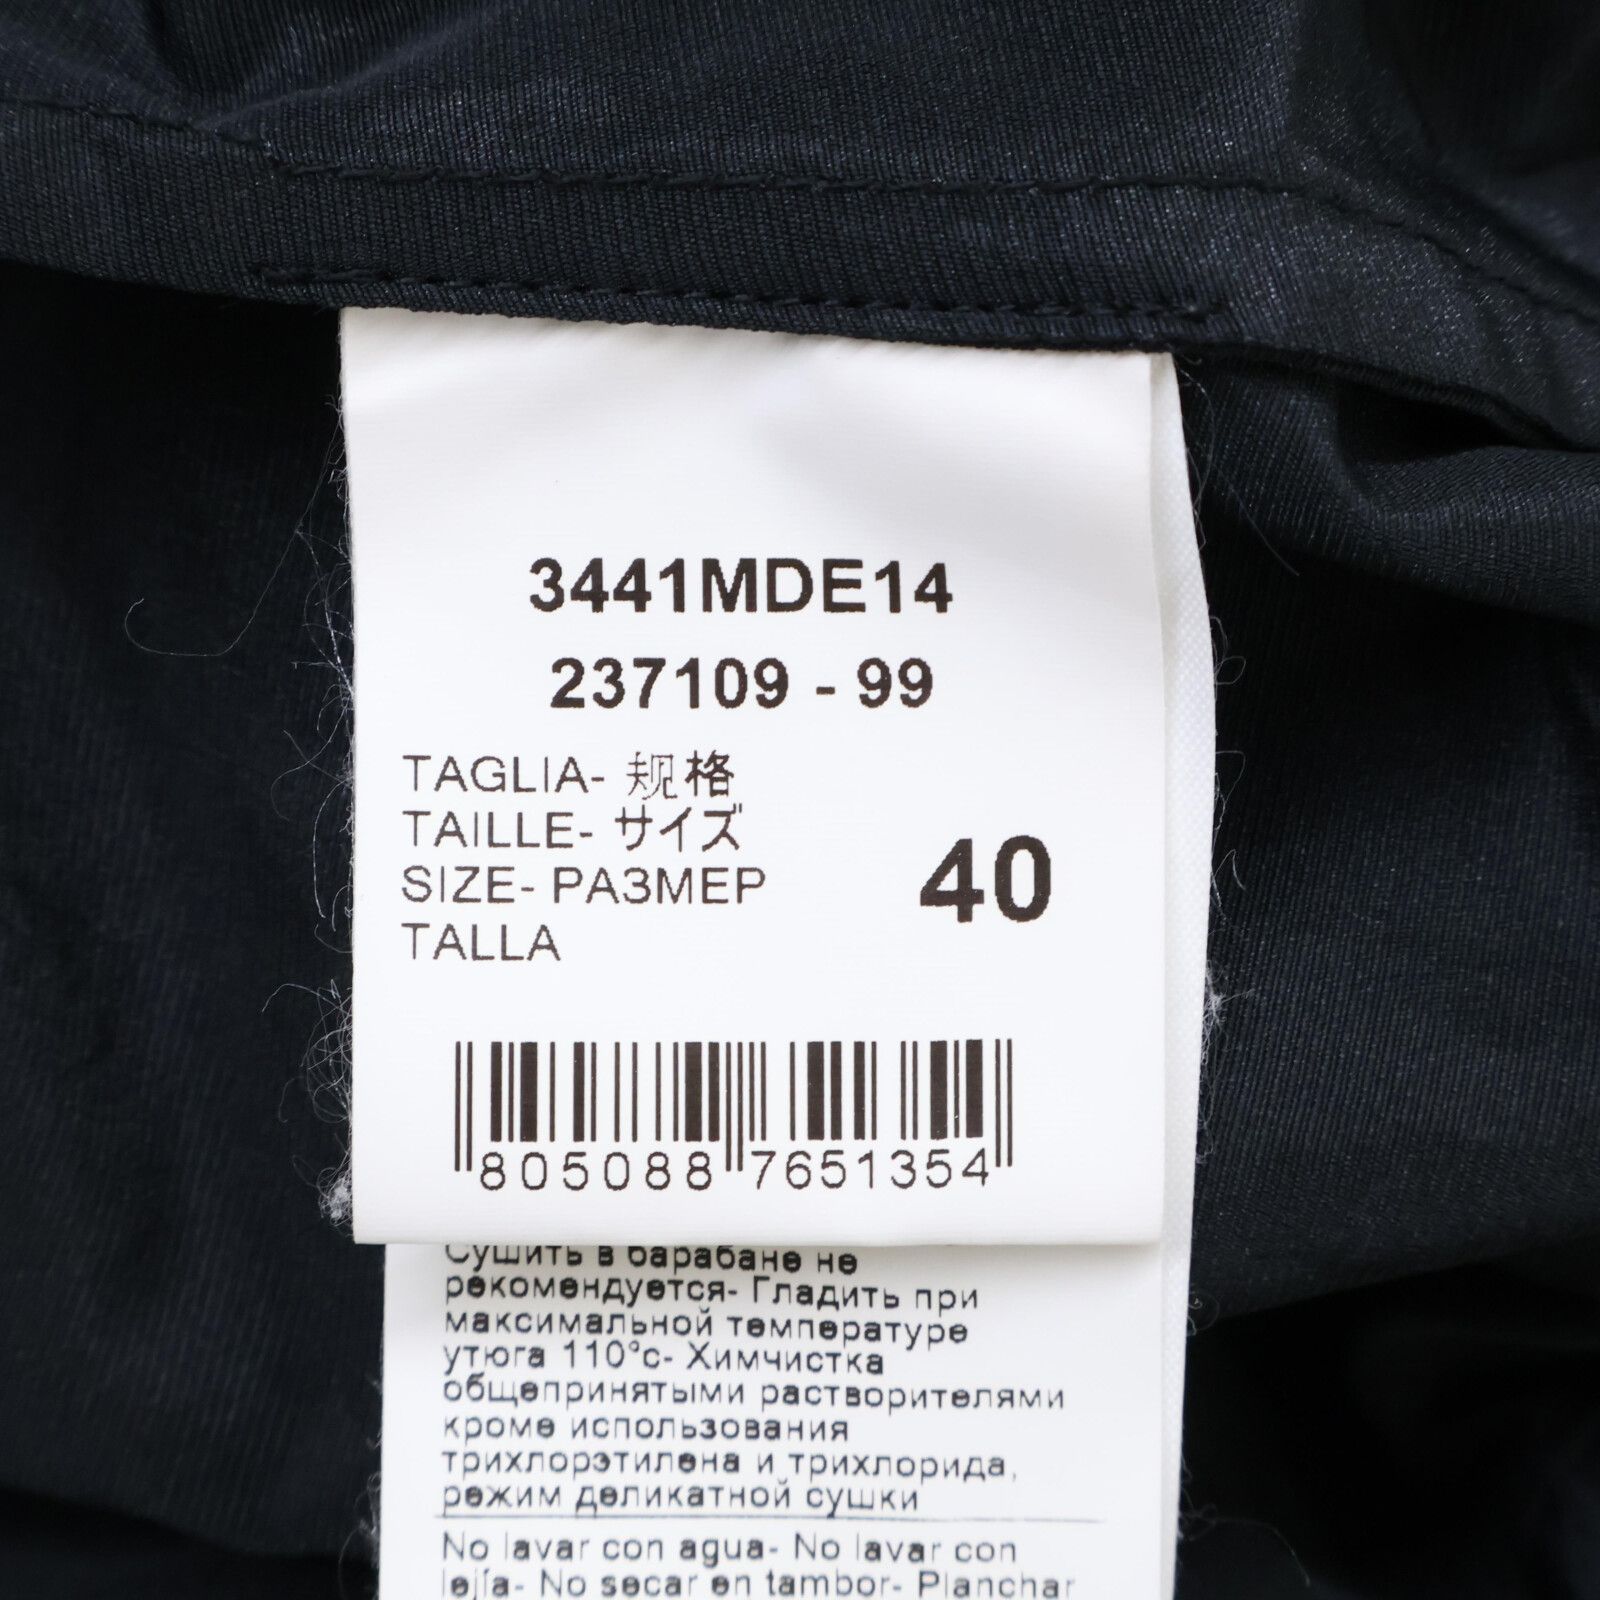 3441MDE14
237109 - 99
TAGLIA- 规格
TAILLE- サイズ
SIZE- РАЗМЕР
TALLA
40
805088 7651354
Сушить в барабане не
рекомендуется- Гладить при
максимальной температуре
утюга 110°с- Химчистка
общепринятыми растворителями
кроме использования
трихлорэтилена и трихлорида,
режим деликатной сушки
No lavar con agua- No lavar con
lejía- No secar en tambor- Planchar